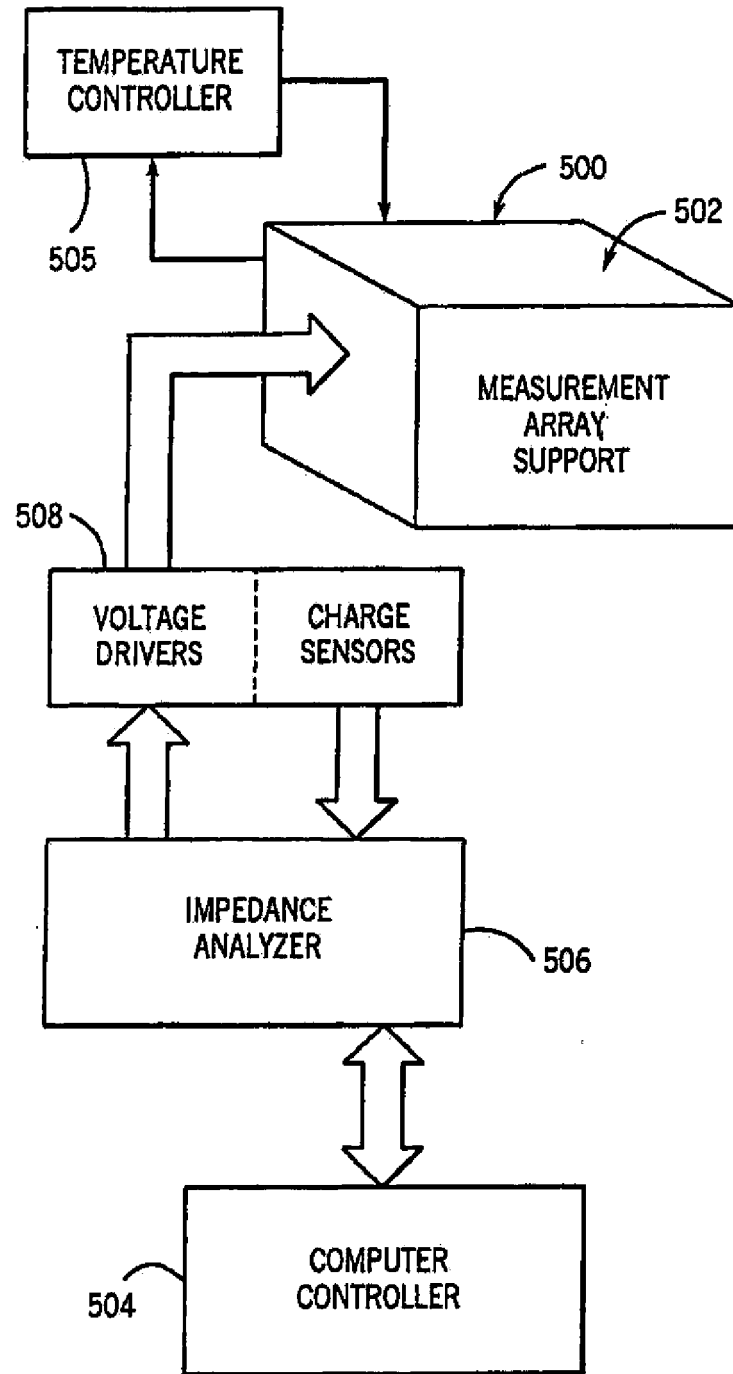 TEMPERATURE
CONTROLLER
505
500
502
MEASUREMENT
ARRAY
SUPPORT
508
VOLTAGE
DRIVERS
CHARGE
SENSORS
IMPEDANCE
ANALYZER
506
COMPUTER
CONTROLLER
504